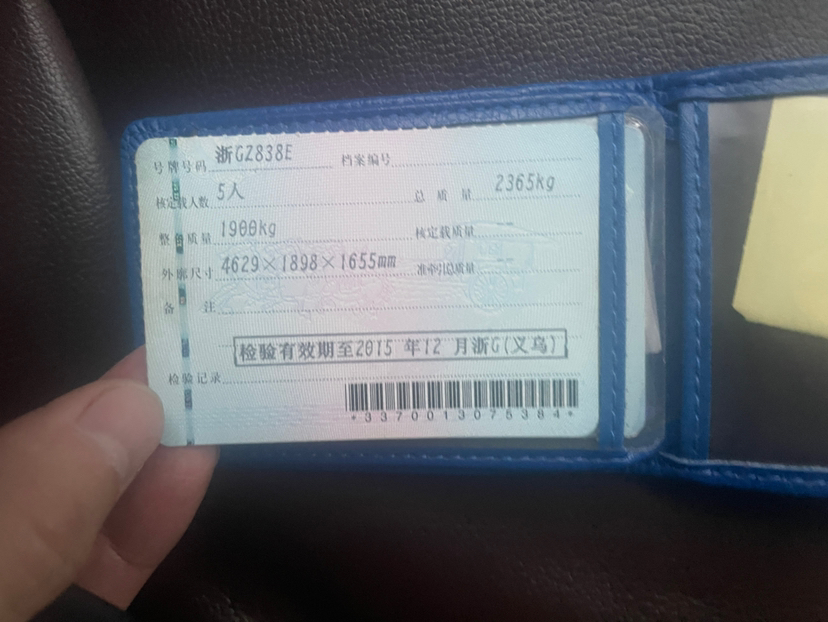 号牌号码 浙GZ838E 档案编号
核定载人数 5人 总质量 2365kg
整备质量 1900kg 核定载质量 --
外廓尺寸 4629×1898×1655mm 准牵引总质量 --
备注
检验有效期至2015年12月浙G(义乌)
检验记录
*3370013075384*